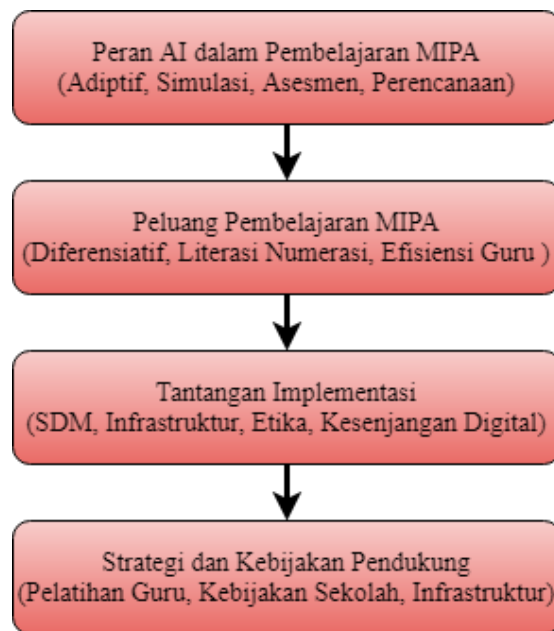 Peran AI dalam Pembelajaran MIPA
(Adiptif, Simulasi, Asesmen, Perencanaan)
Peluang Pembelajaran MIPA
(Diferensiatif, Literasi Numerasi, Efisiensi Guru )
Tantangan Implementasi
(SDM, Infrastruktur, Etika, Kesenjangan Digital)
Strategi dan Kebijakan Pendukung
(Pelatihan Guru, Kebijakan Sekolah, Infrastruktur)